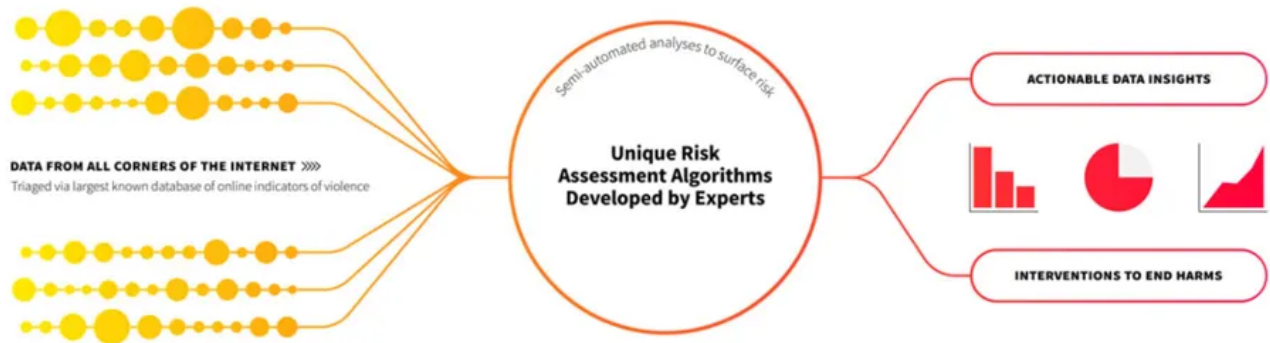 DATA FROM ALL CORNERS OF THE INTERNET »»
Triaged via largest known database of online indicators of violence
Semi-automated analyses to surface risk
Unique Risk
Assessment Algorithms
Developed by Experts
ACTIONABLE DATA INSIGHTS
INTERVENTIONS TO END HARMS